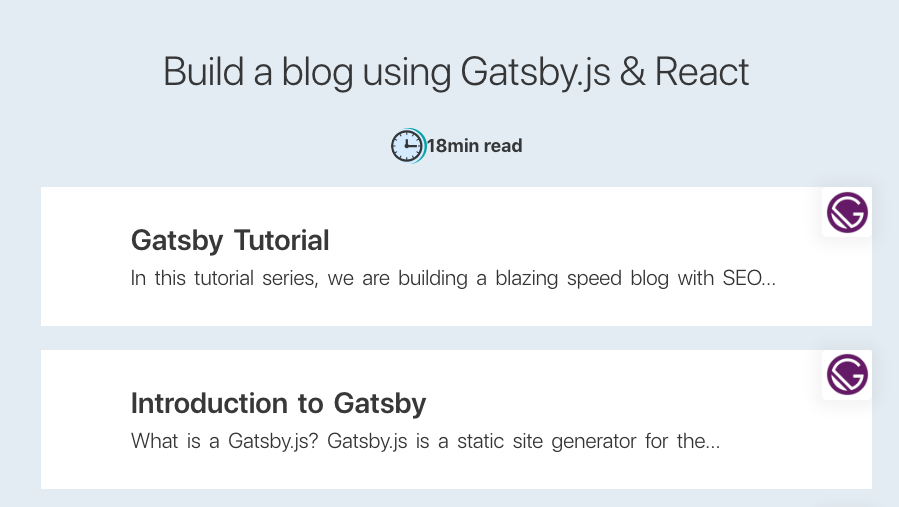 Build a blog using Gatsby.js & React
18min read
Gatsby Tutorial
In this tutorial series, we are building a blazing speed blog with SEO...
Introduction to Gatsby
What is a Gatsby.js? Gatsby.js is a static site generator for the...